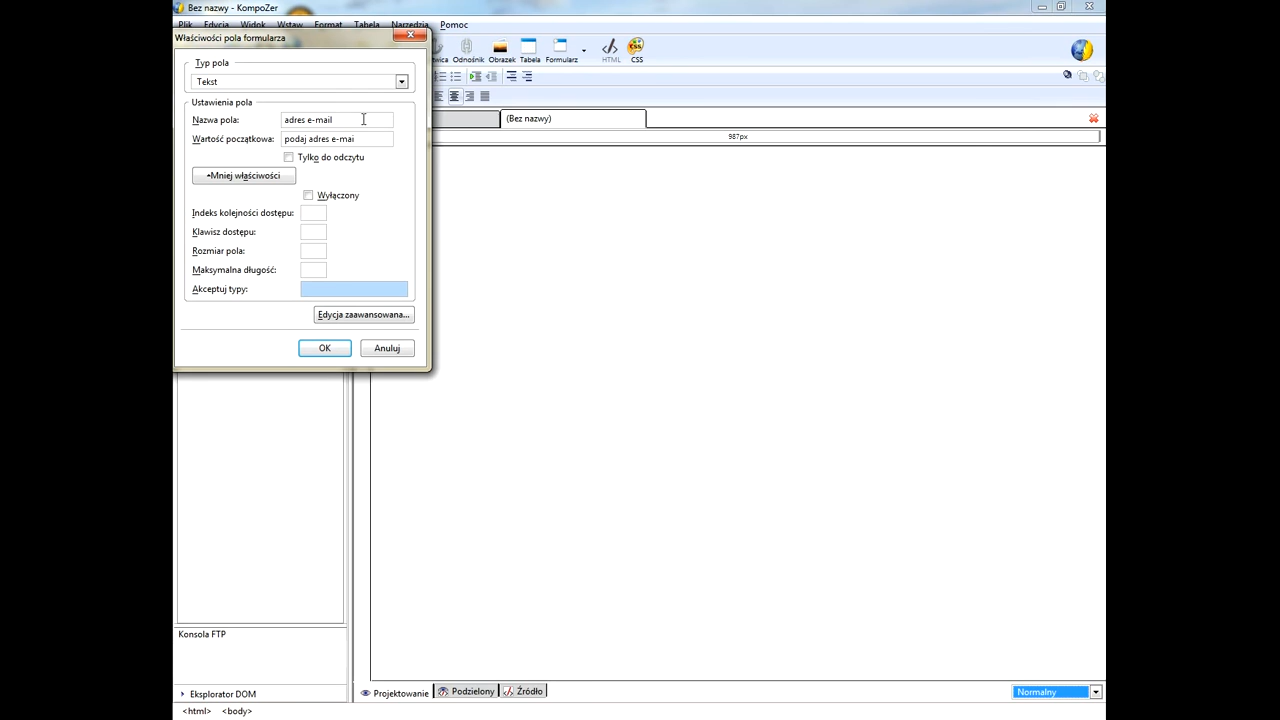 Bez nazwy - KompoZer
Plik Edycja Widok Wstaw Format Tabela Narzędzia Pomoc
Właściwości pola formularza
Odnośnik Obrazek Tabela Formularz HTML CSS
Typ pola
Tekst
Ustawienia pola
Nazwa pola: adres e-mail
(Bez nazwy)
987px
Wartość początkowa: podaj adres e-mai
Tylko do odczytu
Mniej właściwości
Wyłączony
Indeks kolejności dostępu:
Klawisz dostępu:
Rozmiar pola:
Maksymalna długość:
Akceptuj typy:
Edycja zaawansowana...
OK Anuluj
Konsola FTP
Eksplorator DOM
Projektowanie Podzielony Źródło
Normalny
<html> <body>